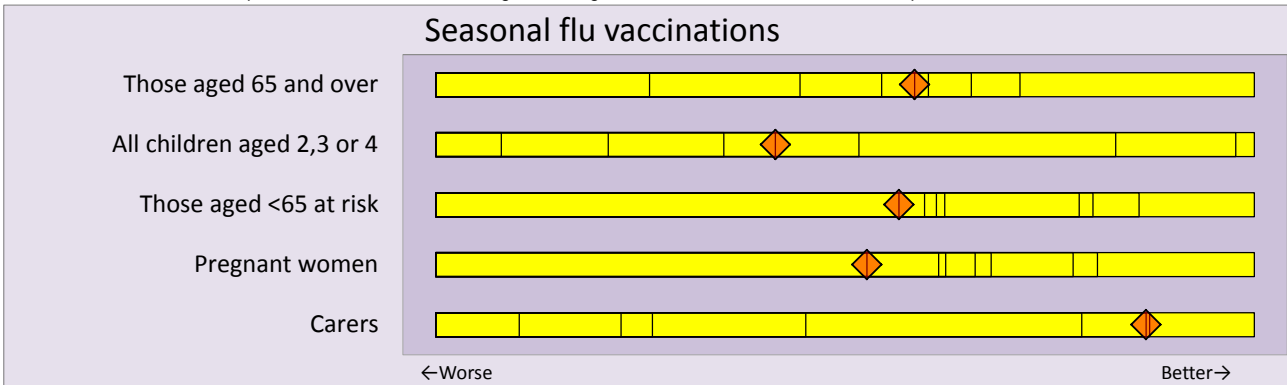 Seasonal flu vaccinations
Those aged 65 and over
All children aged 2,3 or 4
Those aged <65 at risk
Pregnant women
Carers
←Worse
Better→